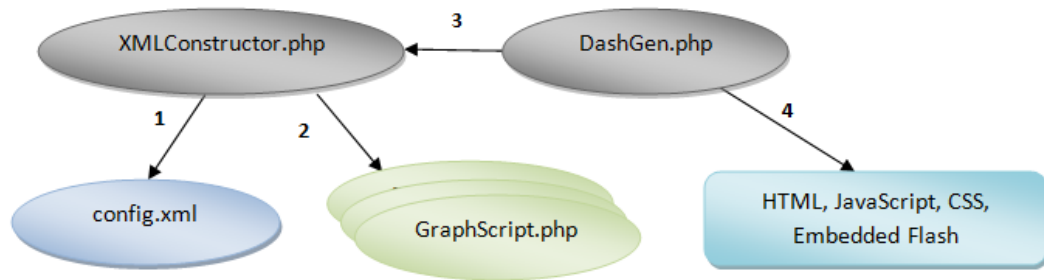 XMLConstructor.php
3
DashGen.php
1
2
4
config.xml
GraphScript.php
HTML, JavaScript, CSS,
Embedded Flash